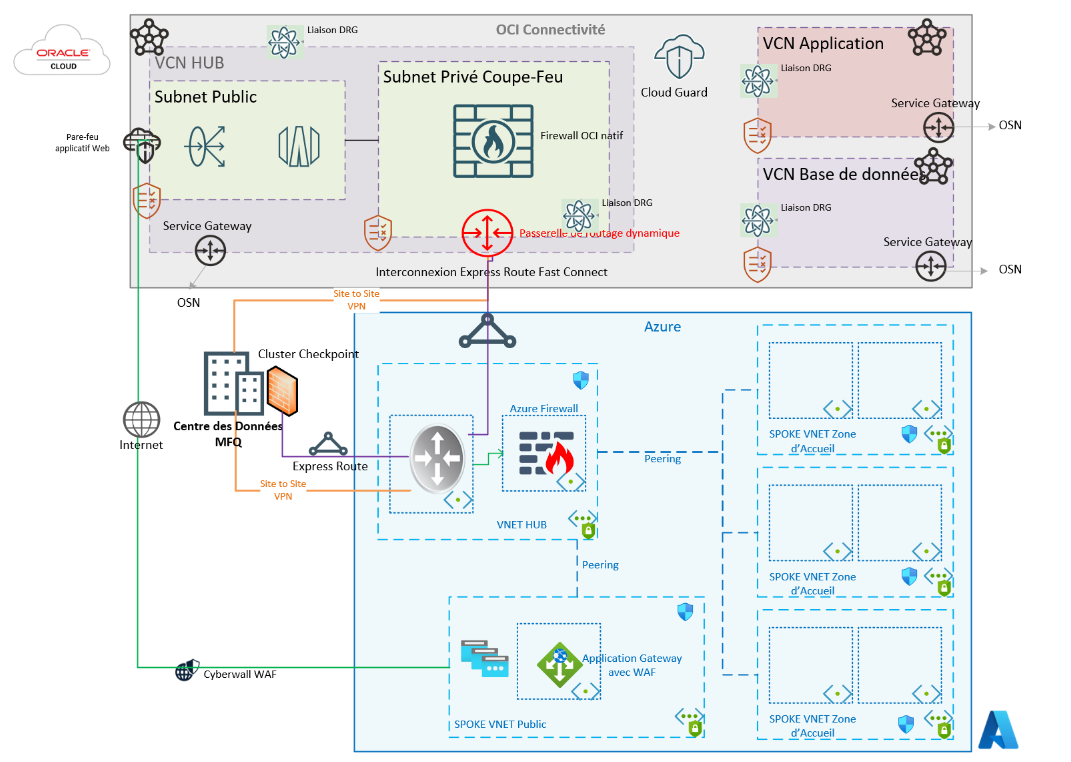 ORACLE
CLOUD
OCI Connectivité
Liaison DRG
VCN HUB
Subnet Public
Subnet Privé Coupe-Feu
Firewall OCI natif
Liaison DRG
Cloud Guard
VCN Application
Liaison DRG
Service Gateway
OSN
VCN Base de données
Liaison DRG
Service Gateway
OSN
Pare-feu
applicatif Web
Service Gateway
OSN
Passerelle de routage dynamique
Interconnexion Express Route Fast Connect
Site to Site
VPN
Cluster Checkpoint
Centre des Données
MFQ
Internet
Express Route
Site to Site
VPN
Azure
Azure Firewall
VNET HUB
Peering
Peering
SPOKE VNET Zone
d'Accueil
SPOKE VNET Zone
d'Accueil
SPOKE VNET Zone
d'Accueil
Application Gateway
avec WAF
SPOKE VNET Public
Cyberwall WAF